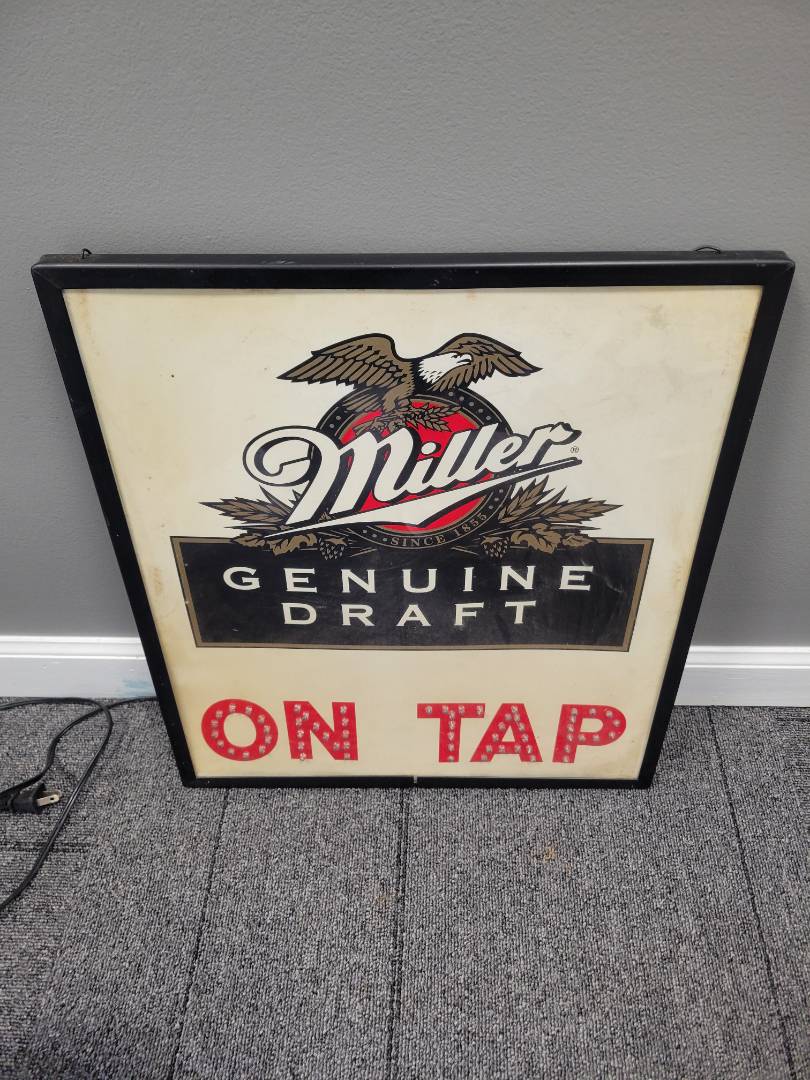 Miller®
SINCE 1855
GENUINE
DRAFT
ON TAP